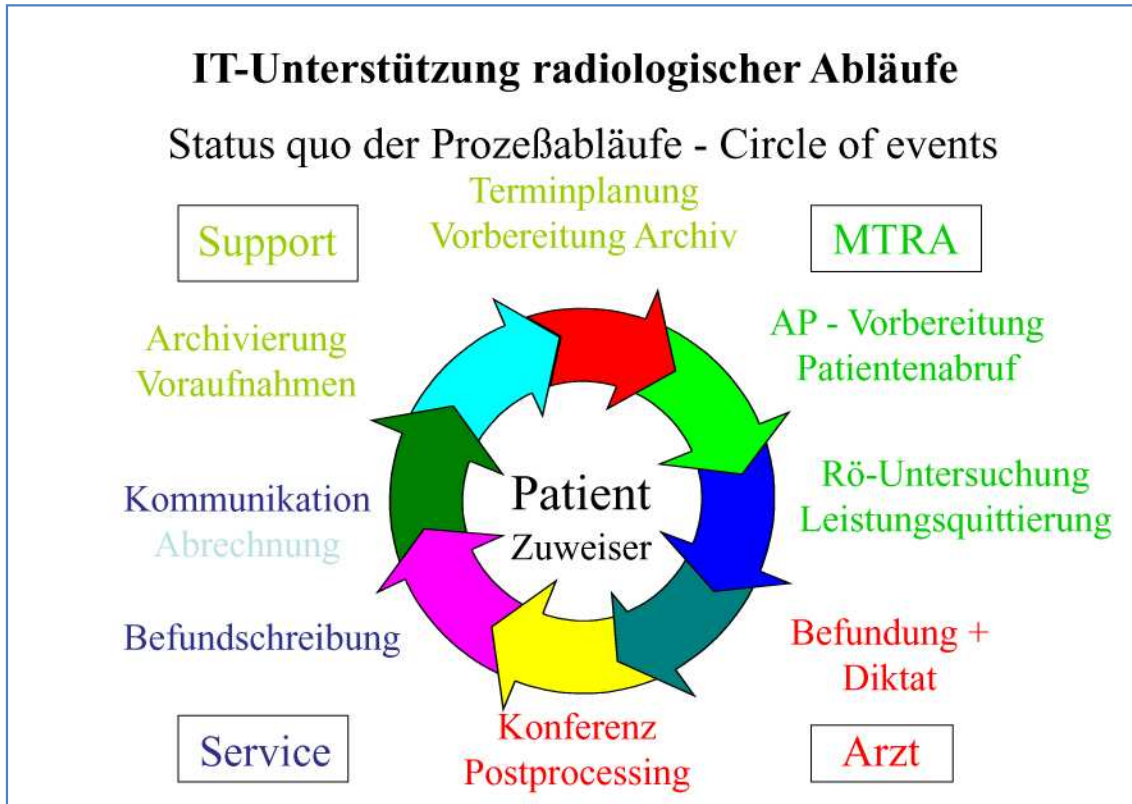 IT-Unterstützung radiologischer Abläufe
Status quo der Prozeßabläufe - Circle of events
Support
Terminplanung
Vorbereitung Archiv
MTRA
Archivierung
Voraufnahmen
AP - Vorbereitung
Patientenabruf
Kommunikation
Abrechnung
Patient
Zuweiser
Rö-Untersuchung
Leistungsquittierung
Befundschreibung
Befundung +
Diktat
Service
Konferenz
Postprocessing
Arzt